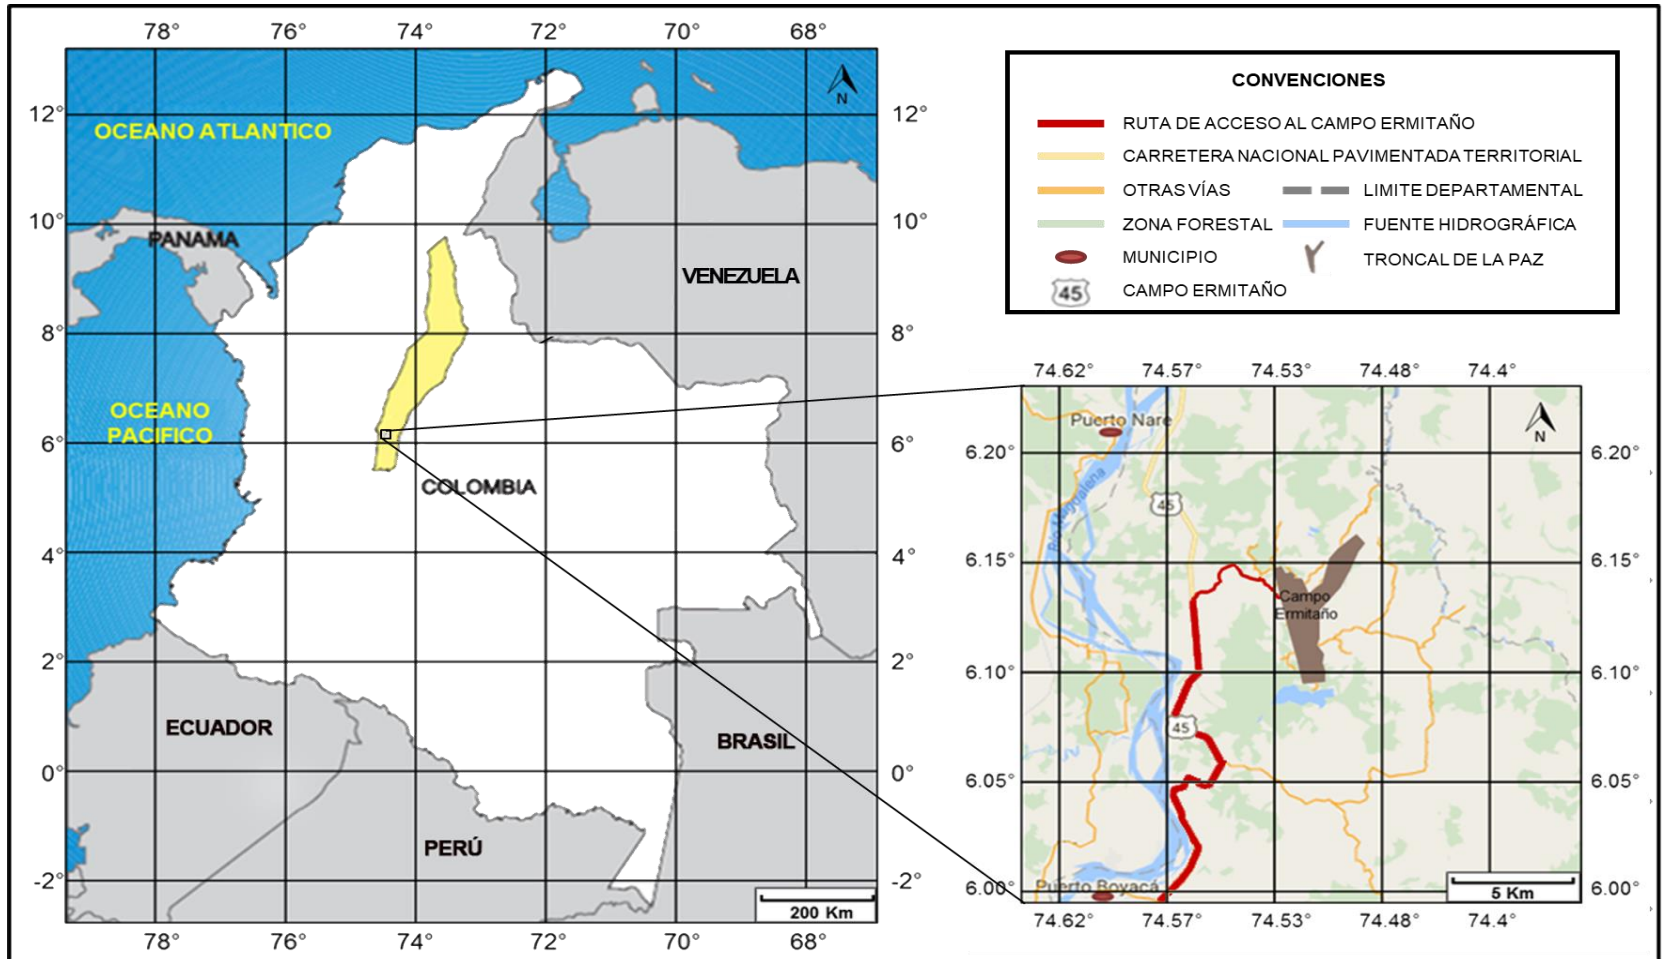 78° 76° 74° 72° 70° 68°
12° 12°
OCEANO ATLANTICO
10° 10°
PANAMA
VENEZUELA
8° 8°
OCEANO
PACIFICO
6° 6°
COLOMBIA
4° 4°
2° 2°
ECUADOR
BRASIL
0° 0°
PERÚ
-2° -2°
200 Km
78° 76° 74° 72° 70° 68°
N
CONVENCIONES
RUTA DE ACCESO AL CAMPO ERMITAÑO
CARRETERA NACIONAL PAVIMENTADA TERRITORIAL
OTRAS VÍAS LIMITE DEPARTAMENTAL
ZONA FORESTAL FUENTE HIDROGRÁFICA
MUNICIPIO TRONCAL DE LA PAZ
45 CAMPO ERMITAÑO
74.62° 74.57° 74.53° 74.48° 74.4°
Puerto Nare
N
6.20° 6.20°
Río Magdalena
45
6.15° 6.15°
Campo
Ermitaño
6.10° 6.10°
45
6.05° 6.05°
6.00° Puerto Boyacá 6.00°
5 Km
74.62° 74.57° 74.53° 74.48° 74.4°